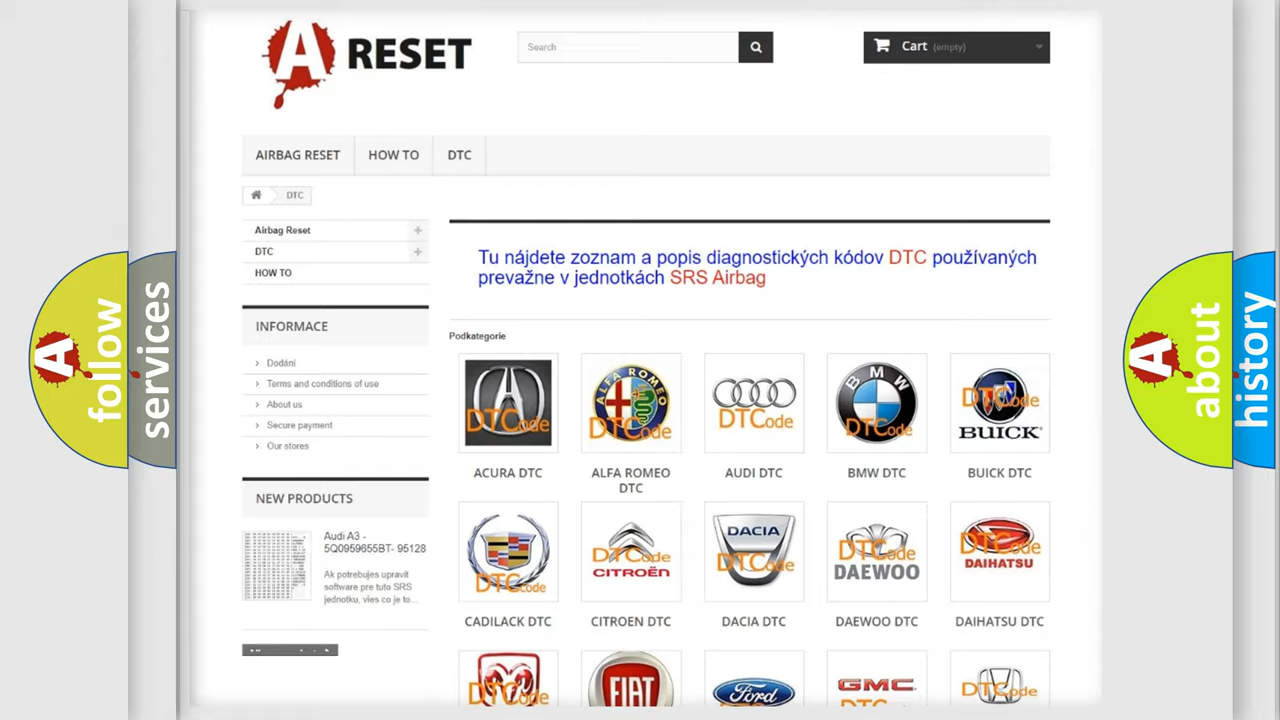 A RESET
Search
Cart (empty)
AIRBAG RESET
HOW TO
DTC
DTC
Airbag Reset
DTC
HOW TO
INFORMACE
Dodání
Terms and conditions of use
About us
Secure payment
Our stores
NEW PRODUCTS
Audi A3 -
5Q0959655BT- 95128
Ak potrebujes upravit
software pre tuto SRS
jednotku, vies co je to...
Tu nájdete zoznam a popis diagnostických kódov DTC používaných
prevažne v jednotkách SRS Airbag
Podkategorie
DTCode
ALFA ROMEO
DTCode
DTCode
BMW
DTCode
DTCode
BUICK
ACURA DTC
ALFA ROMEO
DTC
AUDI DTC
BMW DTC
BUICK DTC
DTCode
DTCode
CITROËN
DACIA
DTCode
DTCode
DAEWOO
DTCode
DAIHATSU
CADILACK DTC
CITROEN DTC
DACIA DTC
DAEWOO DTC
DAIHATSU DTC
DTCode
FIAT
Ford
GMC
DTCode
A follow
services
A about
history